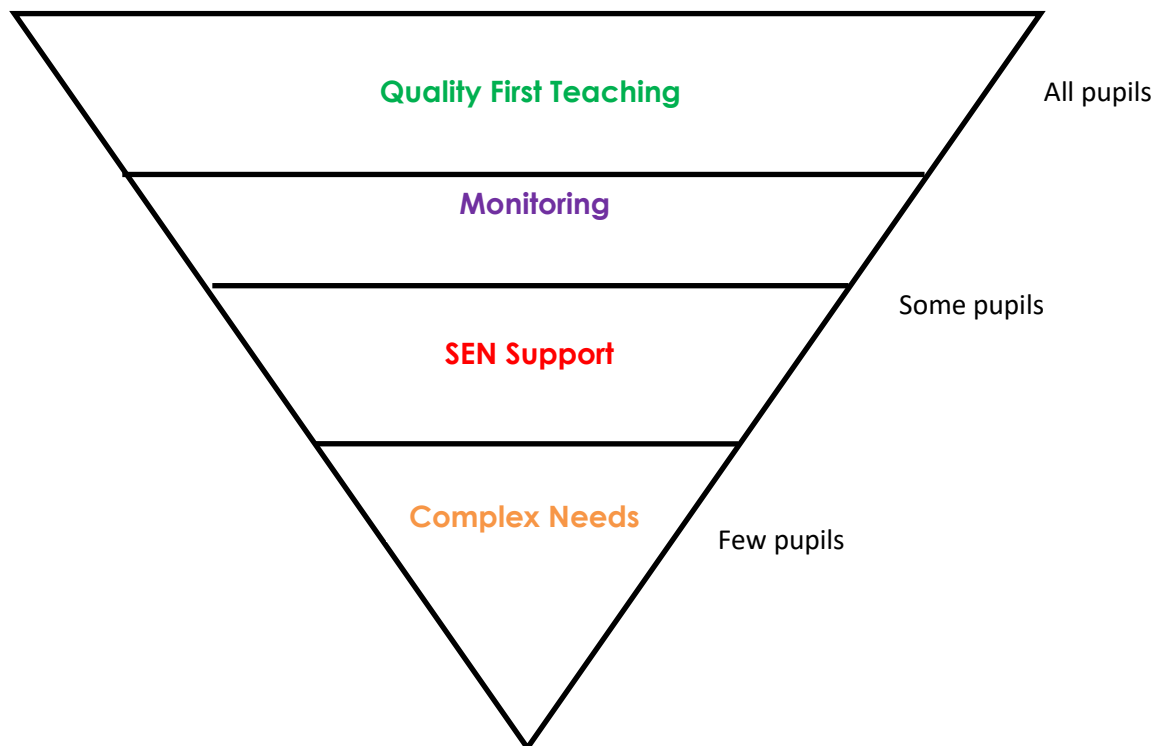 Quality First Teaching
All pupils
Monitoring
Some pupils
SEN Support
Complex Needs
Few pupils